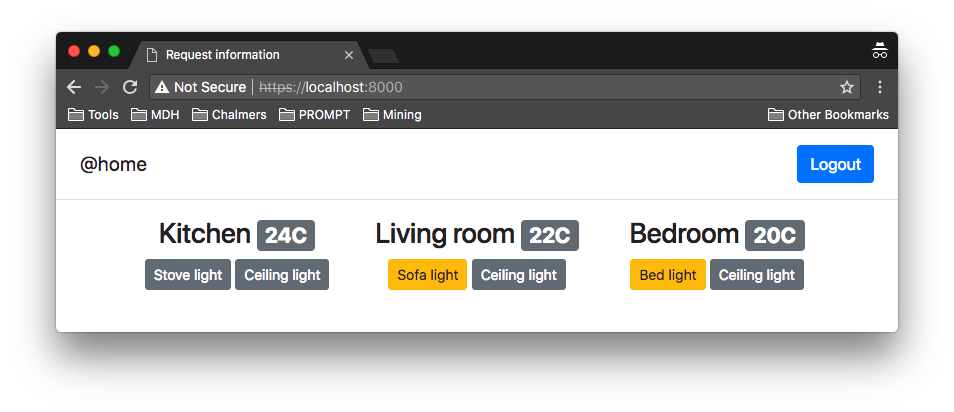 Request information
Not Secure https://localhost:8000
Tools MDH Chalmers PROMPT Mining Other Bookmarks
@home Logout
Kitchen 24C Living room 22C Bedroom 20C
Stove light Ceiling light Sofa light Ceiling light Bed light Ceiling light